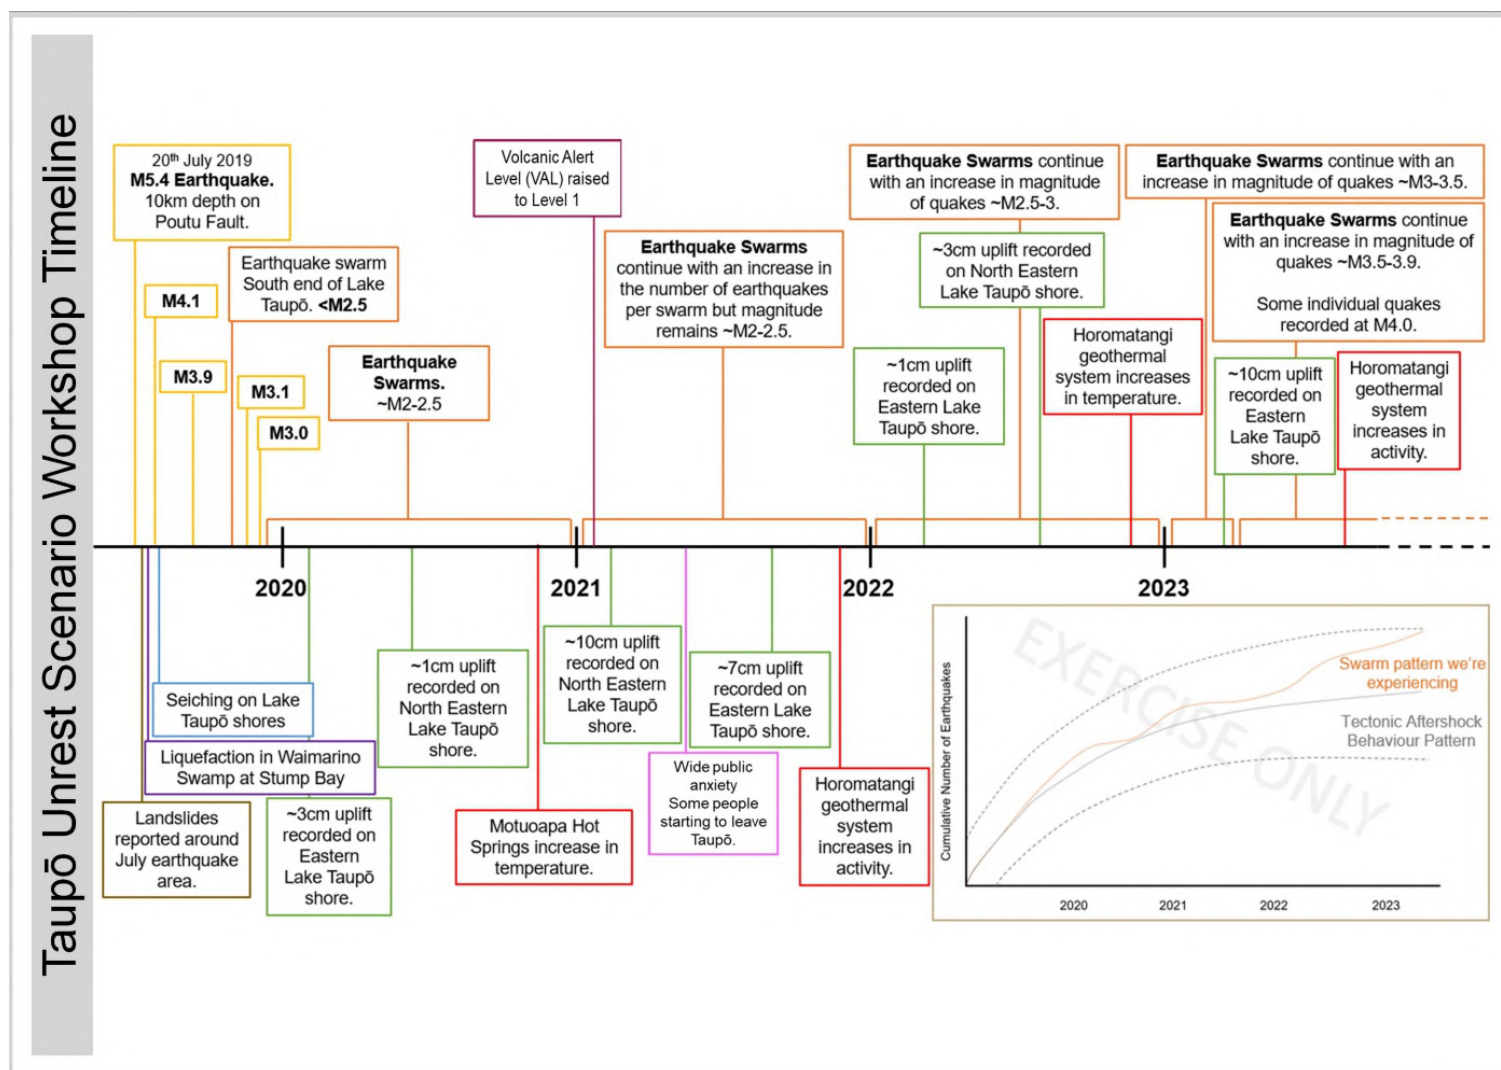 Taupō Unrest Scenario Workshop Timeline
20th July 2019
M5.4 Earthquake.
10km depth on
Poutu Fault.
M4.1
M3.9
Earthquake swarm
South end of Lake
Taupō. <M2.5
M3.1
M3.0
Earthquake
Swarms.
~M2-2.5
Volcanic Alert
Level (VAL) raised
to Level 1
Earthquake Swarms
continue with an increase in
the number of earthquakes
per swarm but magnitude
remains ~M2-2.5.
Earthquake Swarms continue
with an increase in magnitude
of quakes ~M2.5-3.
~3cm uplift recorded
on North Eastern
Lake Taupō shore.
~1cm uplift
recorded on
Eastern Lake
Taupō shore.
Horomatangi
geothermal
system increases
in temperature.
Earthquake Swarms continue with an
increase in magnitude of quakes ~M3-3.5.
Earthquake Swarms continue
with an increase in magnitude of
quakes ~M3.5-3.9.
Some individual quakes
recorded at M4.0.
~10cm uplift
recorded on
Eastern
Lake Taupō
shore.
Horomatangi
geothermal
system
increases in
activity.
2020
2021
2022
2023
Seiching on Lake
Taupō shores
Liquefaction in Waimarino
Swamp at Stump Bay
Landslides
reported around
July earthquake
area.
~3cm uplift
recorded on
Eastern
Lake Taupō
shore.
~1cm uplift
recorded on
North Eastern
Lake Taupō
shore.
Motuoapa Hot
Springs increase in
temperature.
~10cm uplift
recorded on
North Eastern
Lake Taupō
shore.
Wide public
anxiety
Some people
starting to leave
Taupō.
~7cm uplift
recorded on
Eastern Lake
Taupō shore.
Horomatangi
geothermal
system
increases in
activity.
EXERCISE ONLY
Cumulative Number of Earthquakes
Swarm pattern we're
experiencing
Tectonic Aftershock
Behaviour Pattern
2020
2021
2022
2023